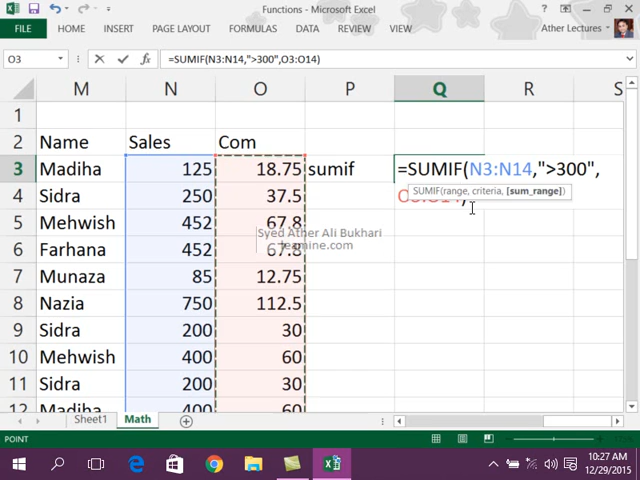 Functions - Microsoft Excel
FILE HOME INSERT PAGE LAYOUT FORMULAS DATA REVIEW VIEW Ather Lectures
O3 =SUMIF(N3:N14,">300",O3:O14)
M N O P Q R S
1
2 Name Sales Com
3 Madiha 125 18.75 sumif =SUMIF(N3:N14,">300",
SUMIF(range, criteria, [sum_range])
4 Sidra 250 37.5
5 Mehwish 452 67.8
Syed Ather Ali Bukhari
6 Farhana 452 67.8
7 Munaza 85 12.75
8 Nazia 750 112.5
9 Sidra 200 30
10 Mehwish 400 60
11 Sidra 200 30
12 Madiha 400 60
Sheet1 Math
POINT
10:27 AM
12/29/2015